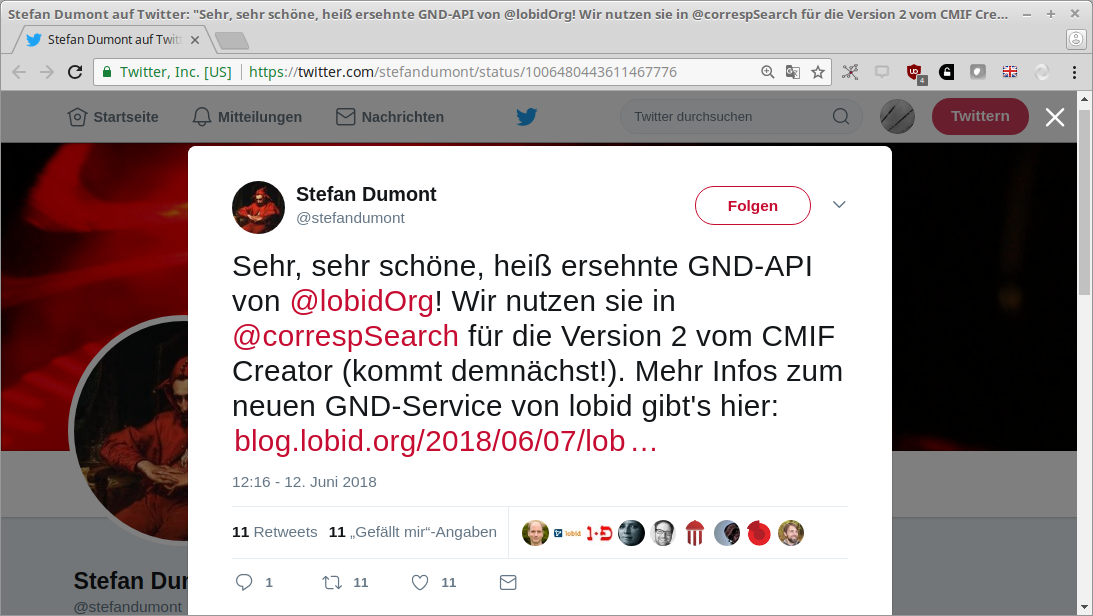 Stefan Dumont auf Twitter: "Sehr, sehr schöne, heiß ersehnte GND-API von @lobidOrg! Wir nutzen sie in @correspSearch für die Version 2 vom CMIF Cre...
Stefan Dumont auf Twitt
Twitter, Inc. [US]
https://twitter.com/stefandumont/status/1006480443611467776
4
Startseite
Mitteilungen
Nachrichten
Twitter durchsuchen
Twittern
Stefan Dumont
@stefandumont
Folgen
Sehr, sehr schöne, heiß ersehnte GND-API
von @lobidOrg! Wir nutzen sie in
@correspSearch für die Version 2 vom CMIF
Creator (kommt demnächst!). Mehr Infos zum
neuen GND-Service von lobid gibt's hier:
blog.lobid.org/2018/06/07/lob…
12:16 - 12. Juni 2018
11 Retweets 11 „Gefällt mir“-Angaben
lobid
1 11 11
Stefan Dur
@stefandumont